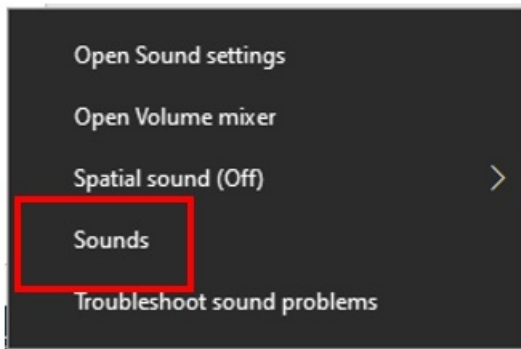 Open Sound settings
Open Volume mixer
Spatial sound (Off)
Sounds
Troubleshoot sound problems